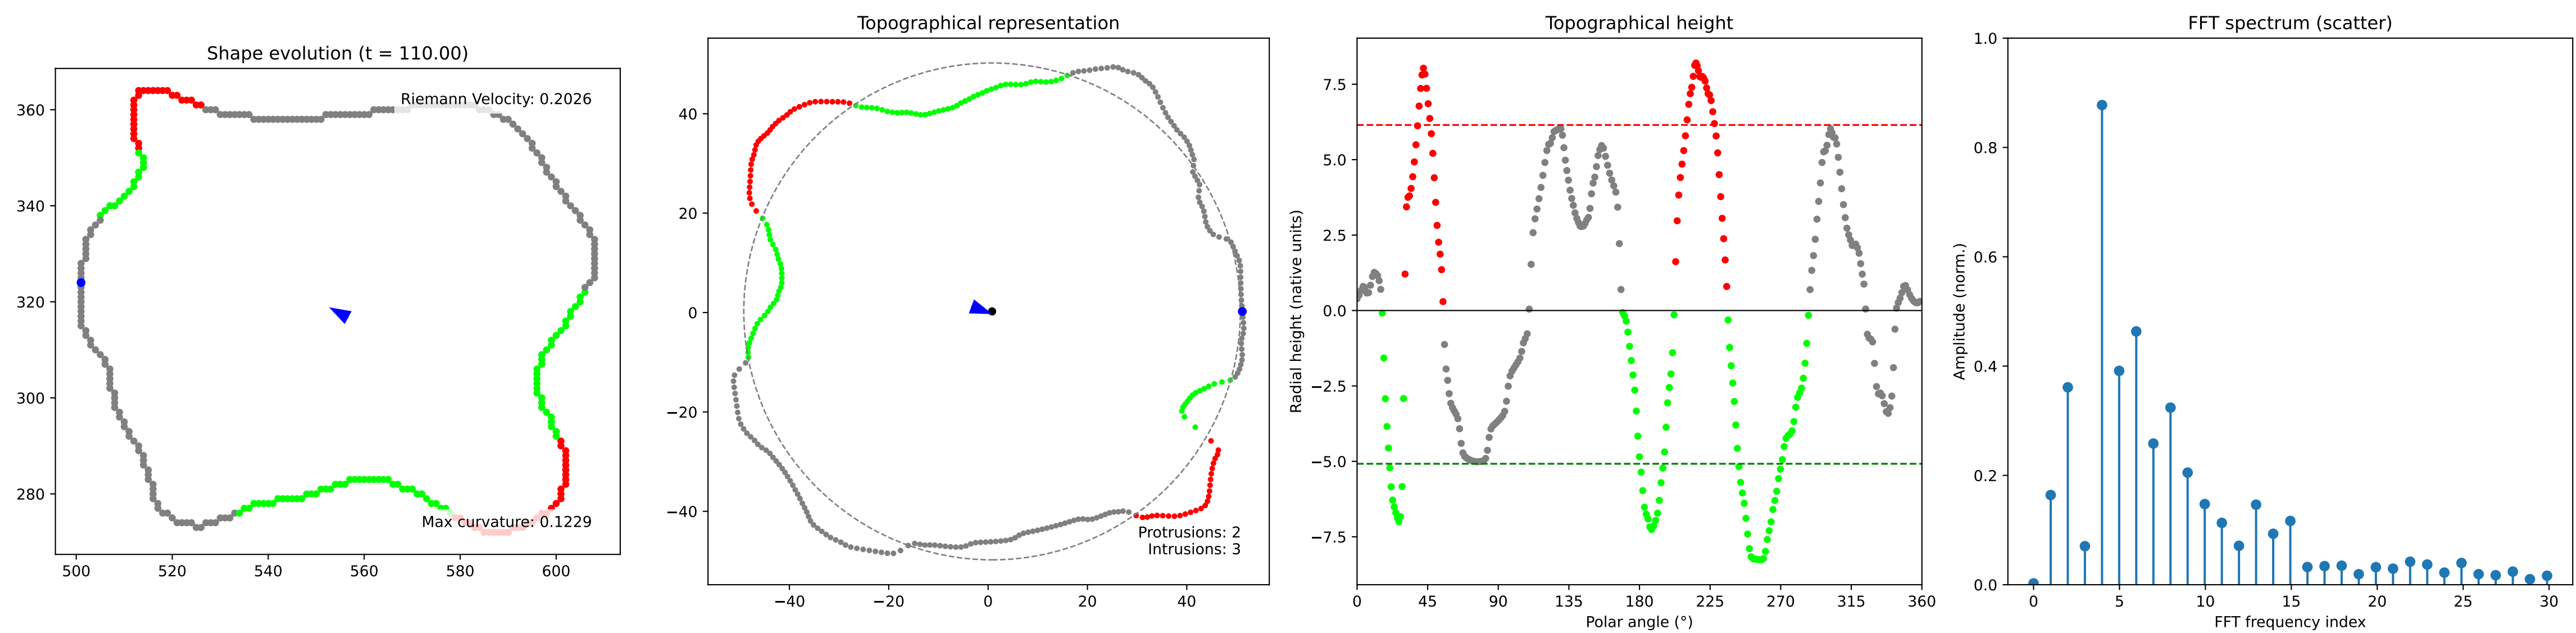 Shape evolution (t = 110.00)
Riemann Velocity: 0.2026
Max curvature: 0.1229
360
340
320
300
280
500 520 540 560 580 600
Topographical representation
40
20
0
−20
−40
−40 −20 0 20 40
Protrusions: 2
Intrusions: 3
Topographical height
Radial height (native units)
7.5
5.0
2.5
0.0
−2.5
−5.0
−7.5
0 45 90 135 180 225 270 315 360
Polar angle (°)
FFT spectrum (scatter)
Amplitude (norm.)
1.0
0.8
0.6
0.4
0.2
0.0
0 5 10 15 20 25 30
FFT frequency index